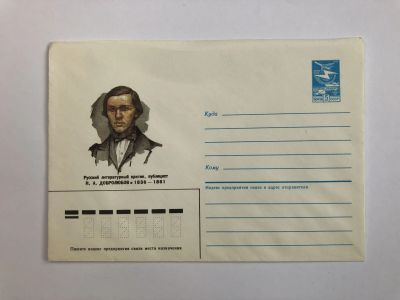 Русский литературный критик, публицист
Н. А. ДОБРОЛЮБОВ • 1836 — 1861
Куда
Кому
Индекс предприятия связи и адрес отправителя
Пишите индекс предприятия связи места назначения